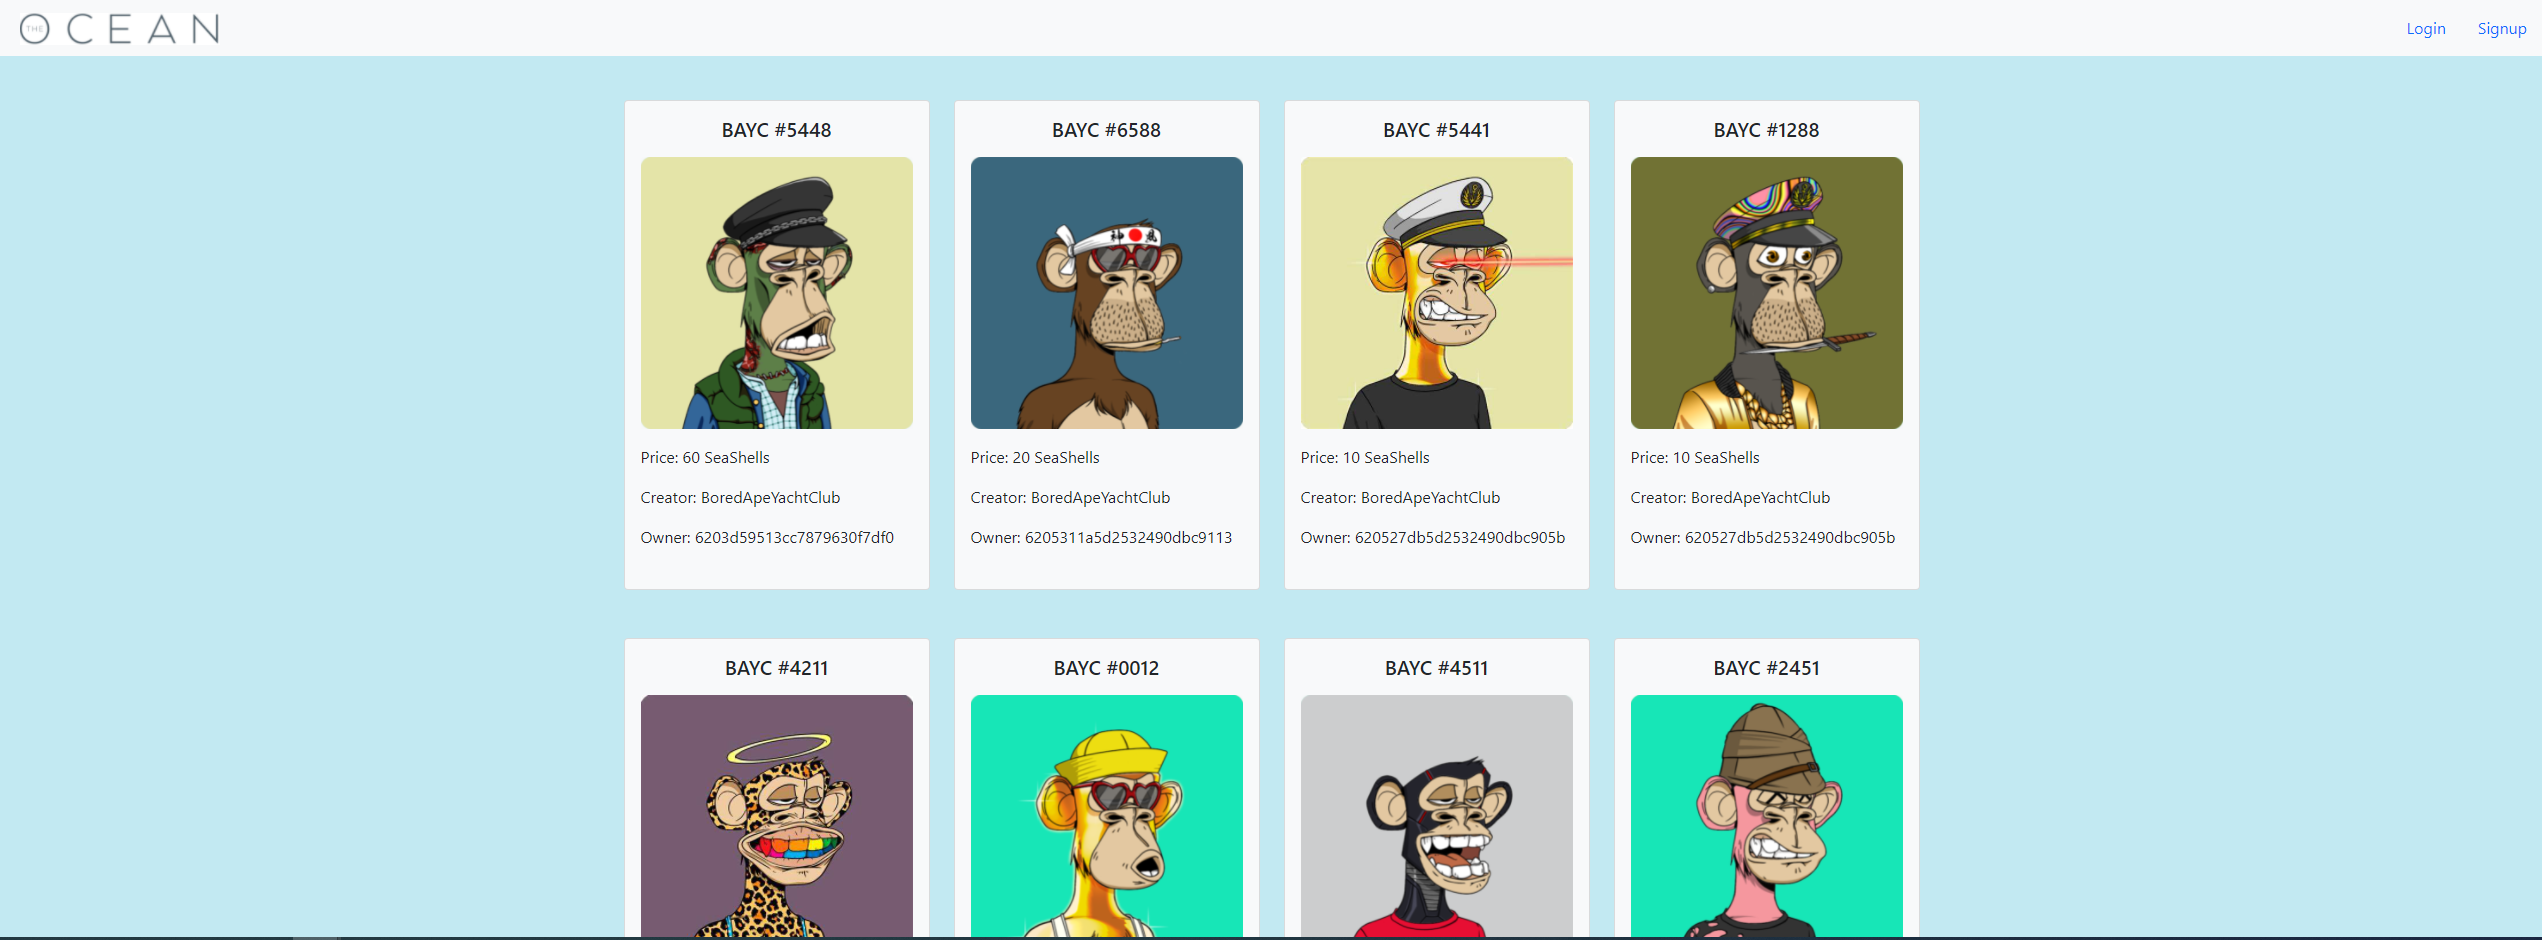 THE OCEAN
Login Signup
BAYC #5448
BAYC #6588
BAYC #5441
BAYC #1288
神 風
Price: 60 SeaShells
Creator: BoredApeYachtClub
Owner: 6203d59513cc7879630f7df0
Price: 20 SeaShells
Creator: BoredApeYachtClub
Owner: 6205311a5d2532490dbc9113
Price: 10 SeaShells
Creator: BoredApeYachtClub
Owner: 620527db5d2532490dbc905b
Price: 10 SeaShells
Creator: BoredApeYachtClub
Owner: 620527db5d2532490dbc905b
BAYC #4211
BAYC #0012
BAYC #4511
BAYC #2451